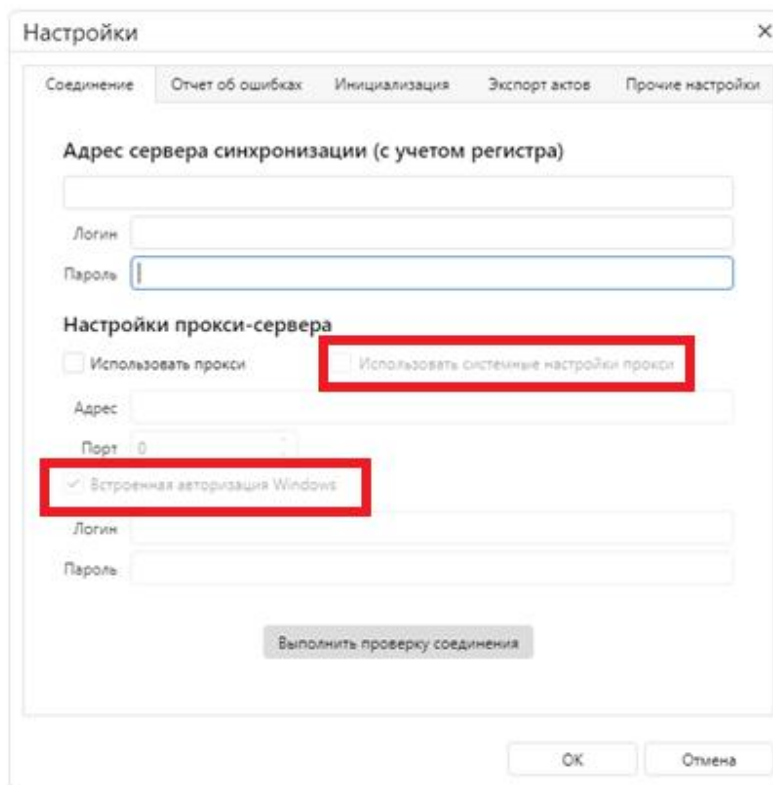 Настройки
Соединение Отчет об ошибках Инициализация Экспорт актов Прочие настройки
Адрес сервера синхронизации (с учетом регистра)
Логин
Пароль
Настройки прокси-сервера
Использовать прокси Использовать системные настройки прокси
Адрес
Порт 0
Встроенная авторизация Windows
Логин
Пароль
Выполнить проверку соединения
ОК Отмена